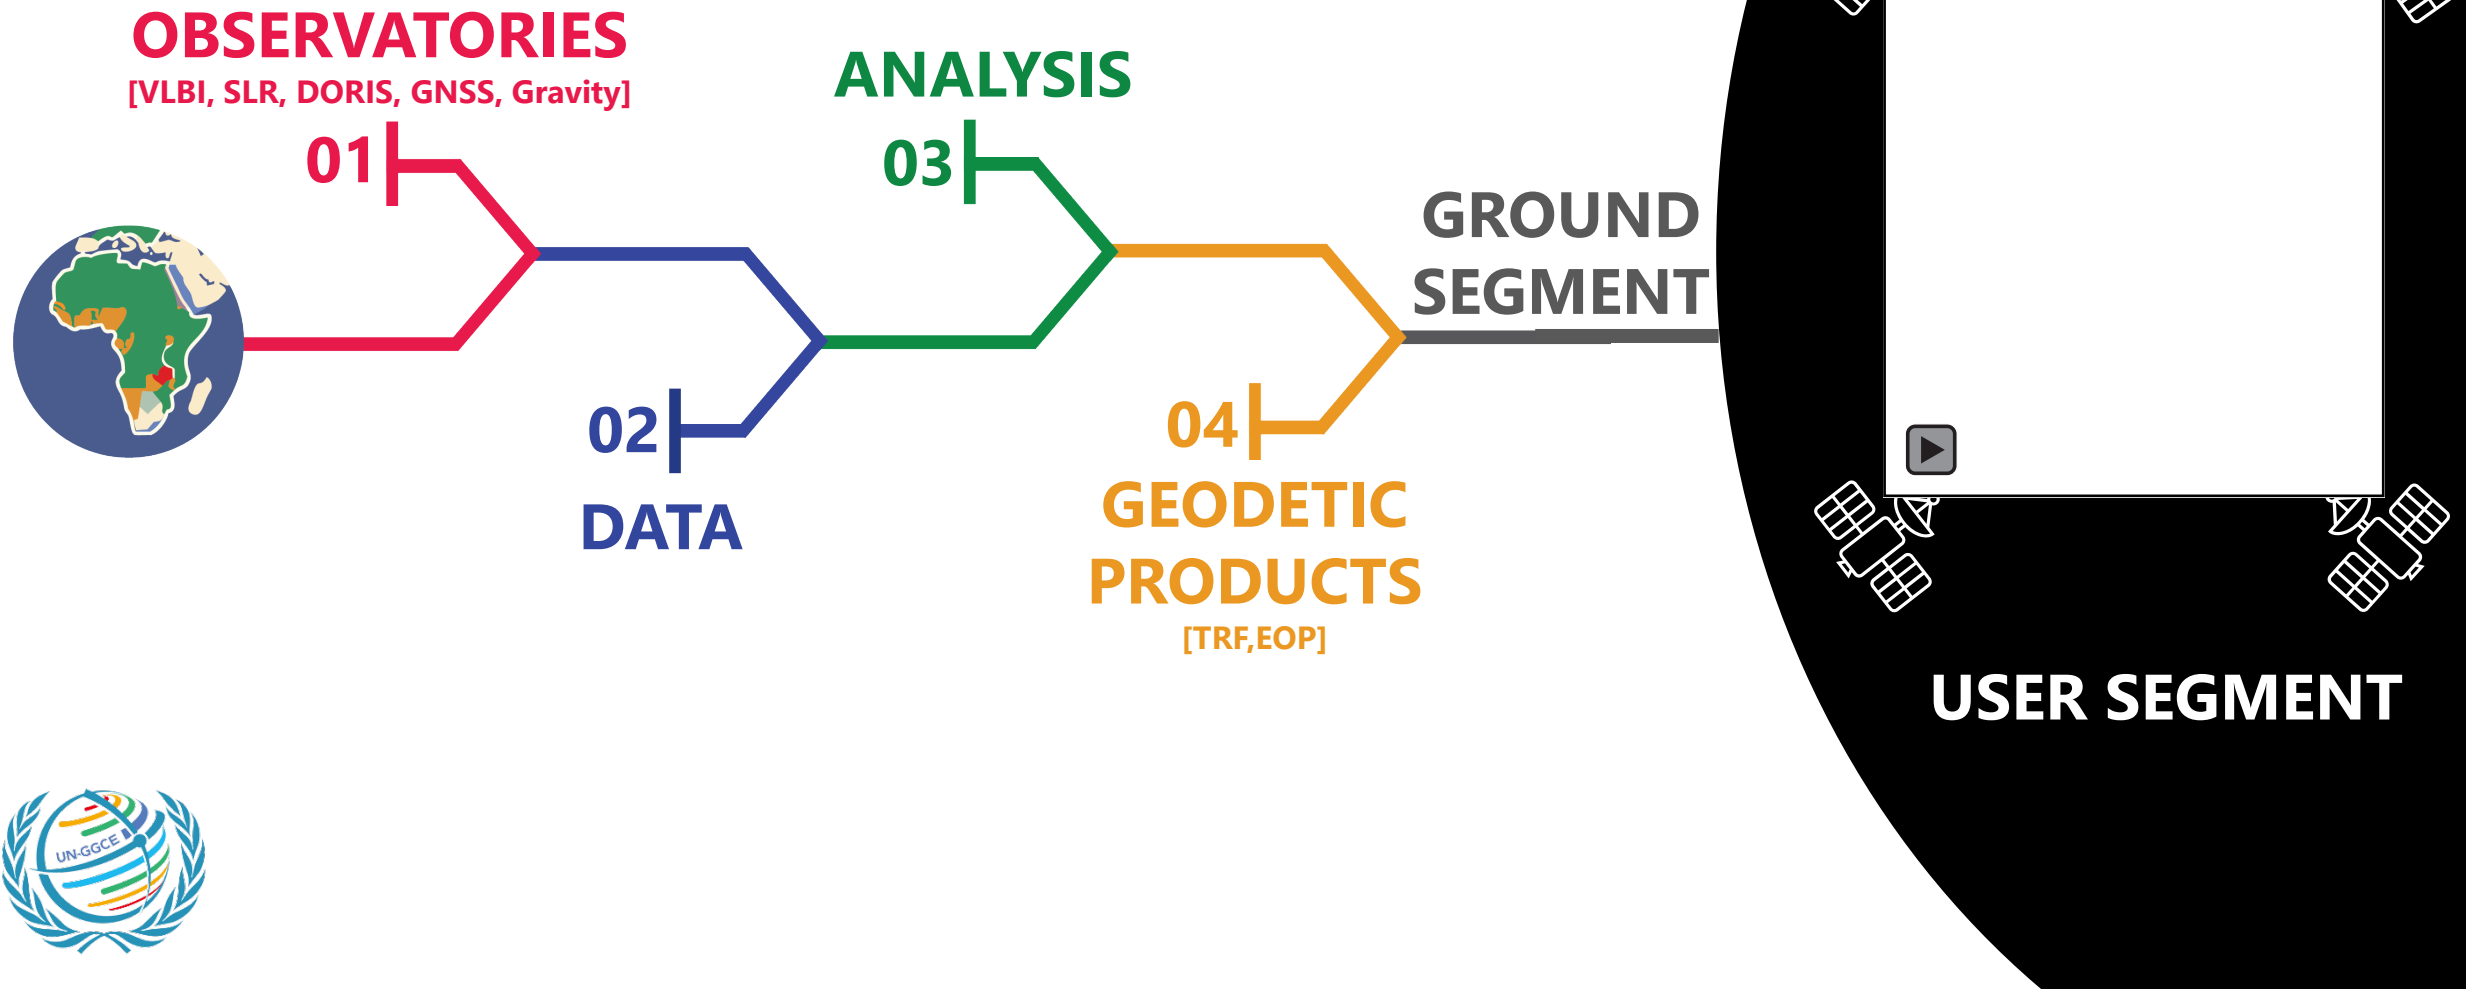 OBSERVATORIES
[VLBI, SLR, DORIS, GNSS, Gravity]
01
02
DATA
ANALYSIS
03
04
GEODETIC
PRODUCTS
[TRF,EOP]
GROUND
SEGMENT
USER SEGMENT
UN-GGCE